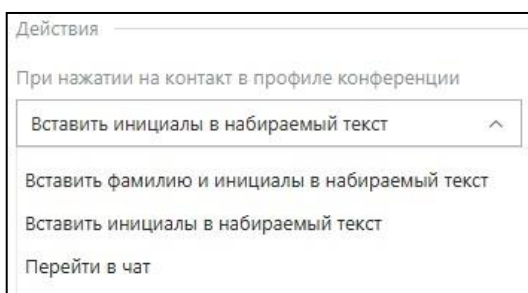 Действия
При нажатии на контакт в профиле конференции
Вставить инициалы в набираемый текст
Вставить фамилию и инициалы в набираемый текст
Вставить инициалы в набираемый текст
Перейти в чат